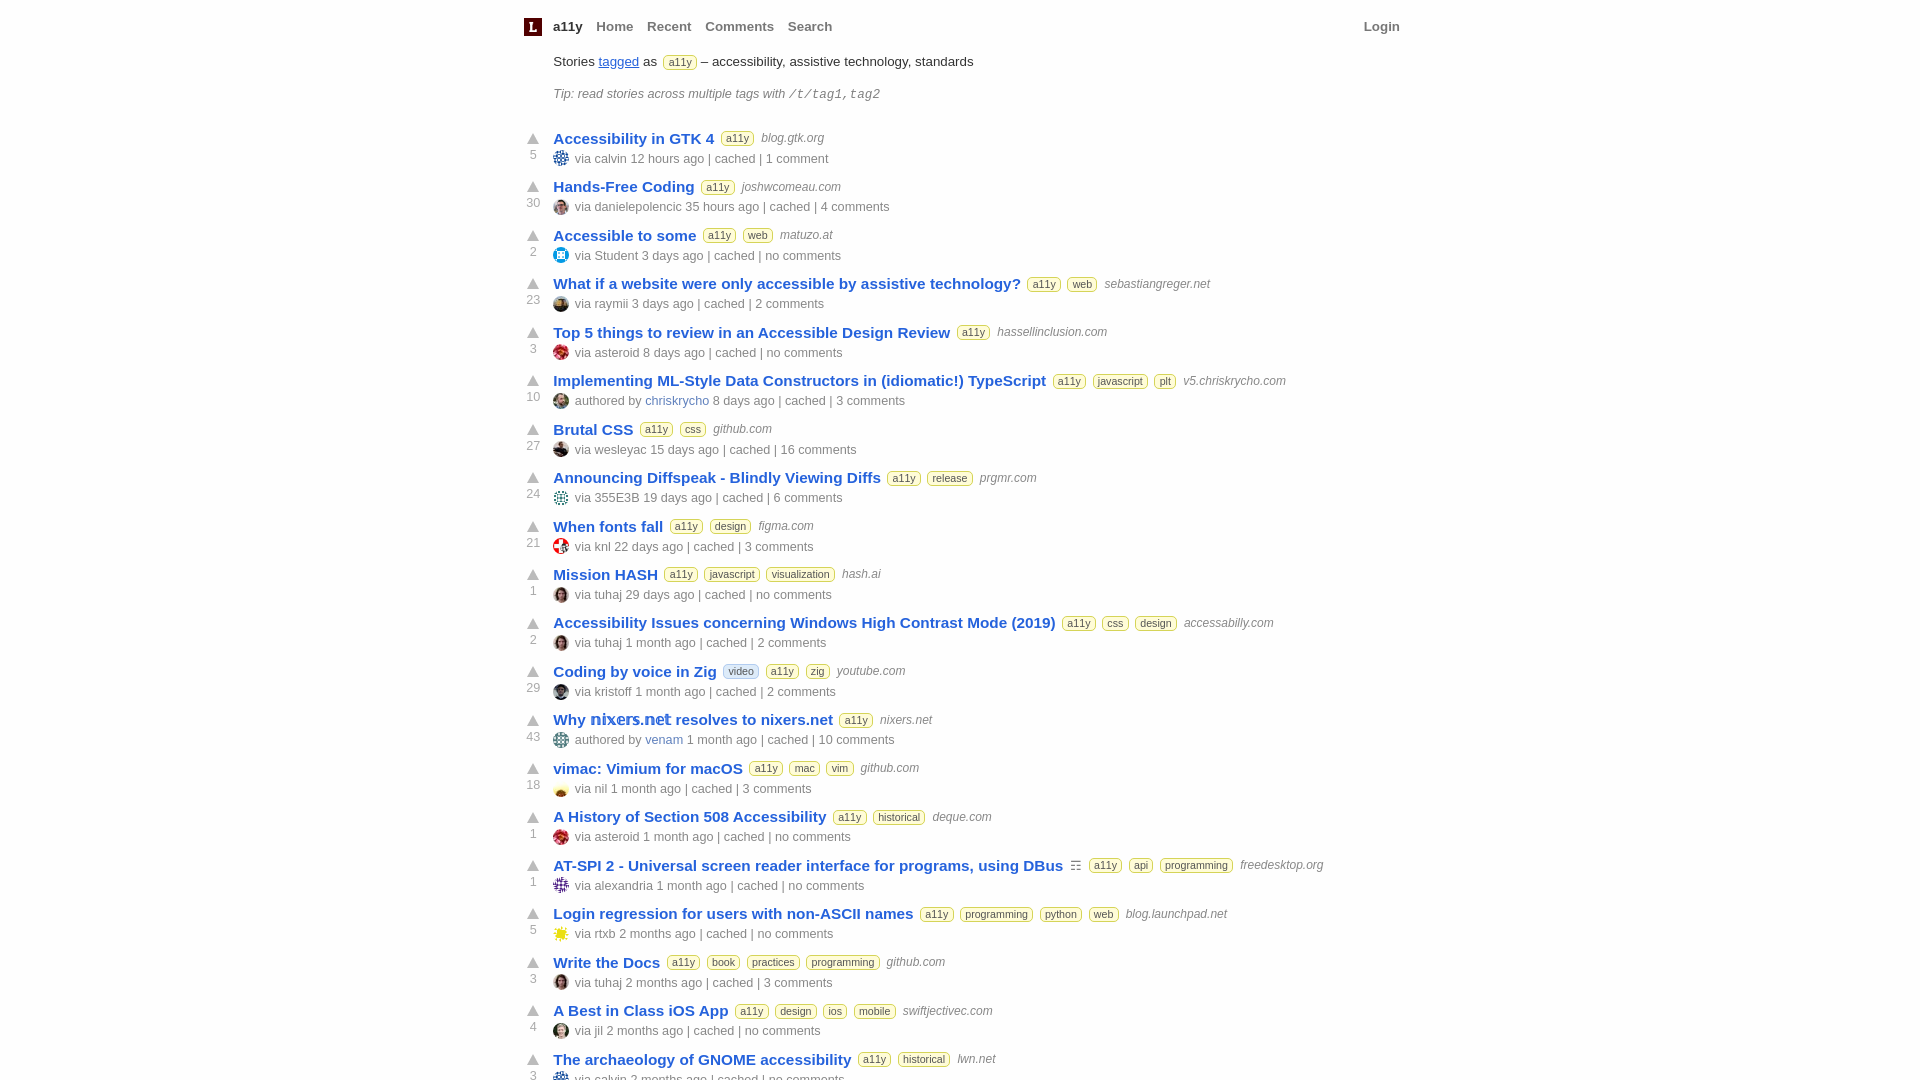 L a11y Home Recent Comments Search Login
Stories tagged as a11y – accessibility, assistive technology, standards
Tip: read stories across multiple tags with /t/tag1,tag2
Accessibility in GTK 4 a11y blog.gtk.org
5 via calvin 12 hours ago | cached | 1 comment
Hands-Free Coding a11y joshwcomeau.com
30 via danielepolencic 35 hours ago | cached | 4 comments
Accessible to some a11y web matuzo.at
2 via Student 3 days ago | cached | no comments
What if a website were only accessible by assistive technology? a11y web sebastiangreger.net
23 via raymii 3 days ago | cached | 2 comments
Top 5 things to review in an Accessible Design Review a11y hassellinclusion.com
3 via asteroid 8 days ago | cached | no comments
Implementing ML-Style Data Constructors in (idiomatic!) TypeScript a11y javascript plt v5.chriskrycho.com
10 authored by chriskrycho 8 days ago | cached | 3 comments
Brutal CSS a11y css github.com
27 via wesleyac 15 days ago | cached | 16 comments
Announcing Diffspeak - Blindly Viewing Diffs a11y release prgmr.com
24 via 355E3B 19 days ago | cached | 6 comments
When fonts fall a11y design figma.com
21 via knl 22 days ago | cached | 3 comments
Mission HASH a11y javascript visualization hash.ai
1 via tuhaj 29 days ago | cached | no comments
Accessibility Issues concerning Windows High Contrast Mode (2019) a11y css design accessabilly.com
2 via tuhaj 1 month ago | cached | 2 comments
Coding by voice in Zig video a11y zig youtube.com
29 via kristoff 1 month ago | cached | 2 comments
Why 𝕟𝕚𝕩𝕖𝕣𝕤.𝕟𝕖𝕥 resolves to nixers.net a11y nixers.net
43 authored by venam 1 month ago | cached | 10 comments
vimac: Vimium for macOS a11y mac vim github.com
18 via nil 1 month ago | cached | 3 comments
A History of Section 508 Accessibility a11y historical deque.com
1 via asteroid 1 month ago | cached | no comments
AT-SPI 2 - Universal screen reader interface for programs, using DBus ☶ a11y api programming freedesktop.org
1 via alexandria 1 month ago | cached | no comments
Login regression for users with non-ASCII names a11y programming python web blog.launchpad.net
5 via rtxb 2 months ago | cached | no comments
Write the Docs a11y book practices programming github.com
3 via tuhaj 2 months ago | cached | 3 comments
A Best in Class iOS App a11y design ios mobile swiftjectivec.com
4 via jil 2 months ago | cached | no comments
The archaeology of GNOME accessibility a11y historical lwn.net
3 via calvin 2 months ago | cached | no comments